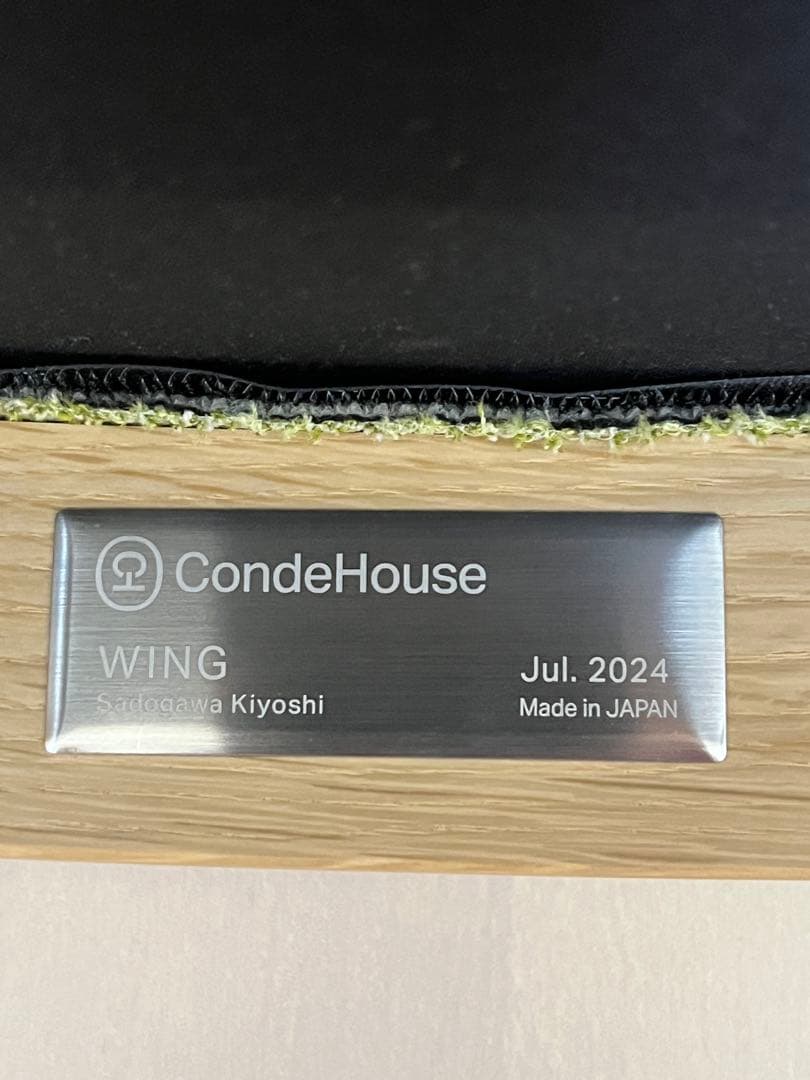 CondeHouse
WING
Sadogawa Kiyoshi
Jul. 2024
Made in JAPAN